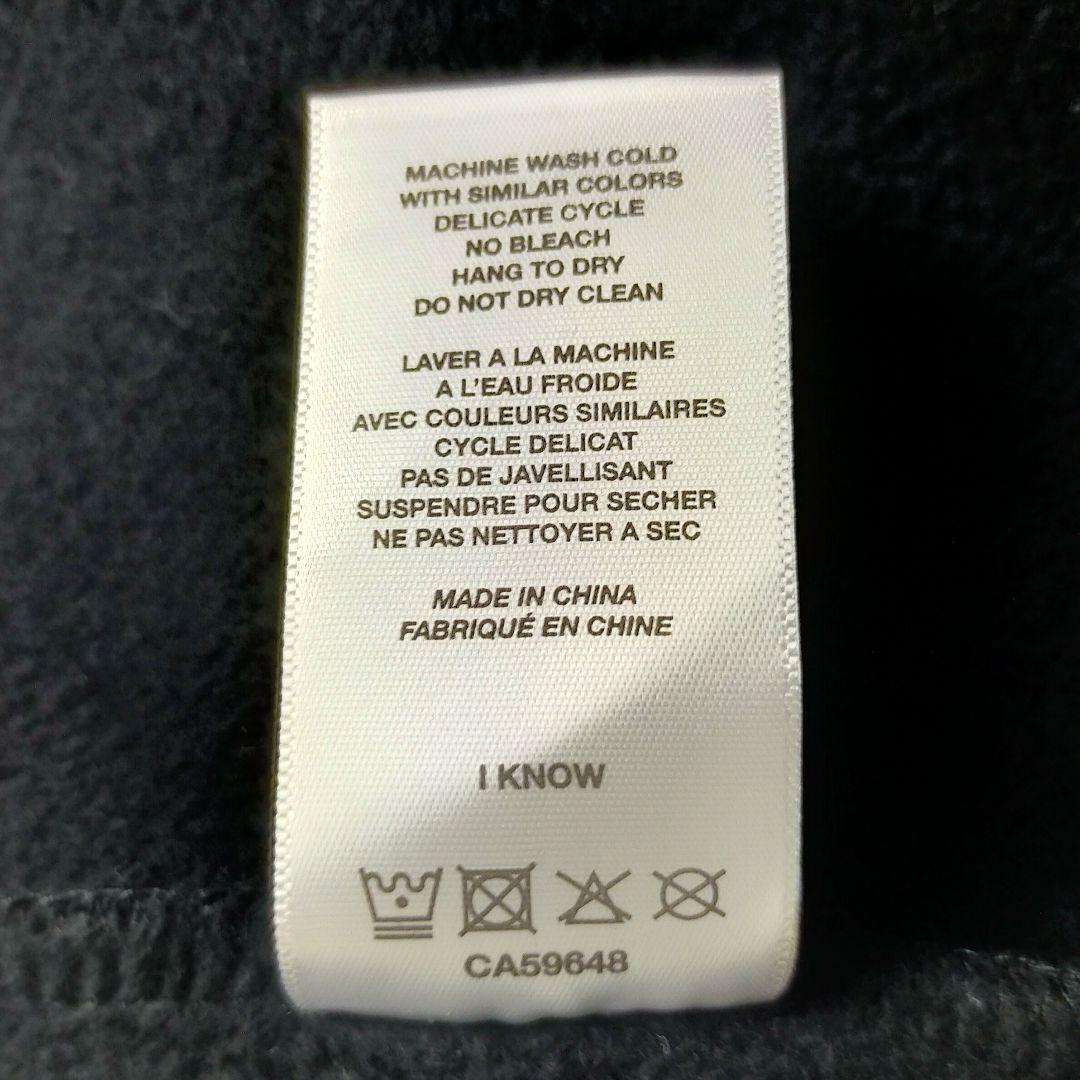 MACHINE WASH COLD
WITH SIMILAR COLORS
DELICATE CYCLE
NO BLEACH
HANG TO DRY
DO NOT DRY CLEAN
LAVER A LA MACHINE
A L'EAU FROIDE
AVEC COULEURS SIMILAIRES
CYCLE DELICAT
PAS DE JAVELLISANT
SUSPENDRE POUR SECHER
NE PAS NETTOYER A SEC
MADE IN CHINA
FABRIQUÉ EN CHINE
I KNOW
CA59648